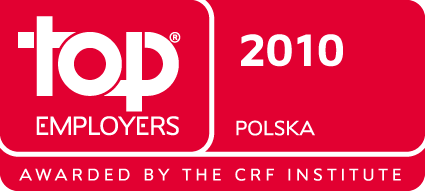 top®
EMPLOYERS
2010
POLSKA
AWARDED BY THE CRF INSTITUTE